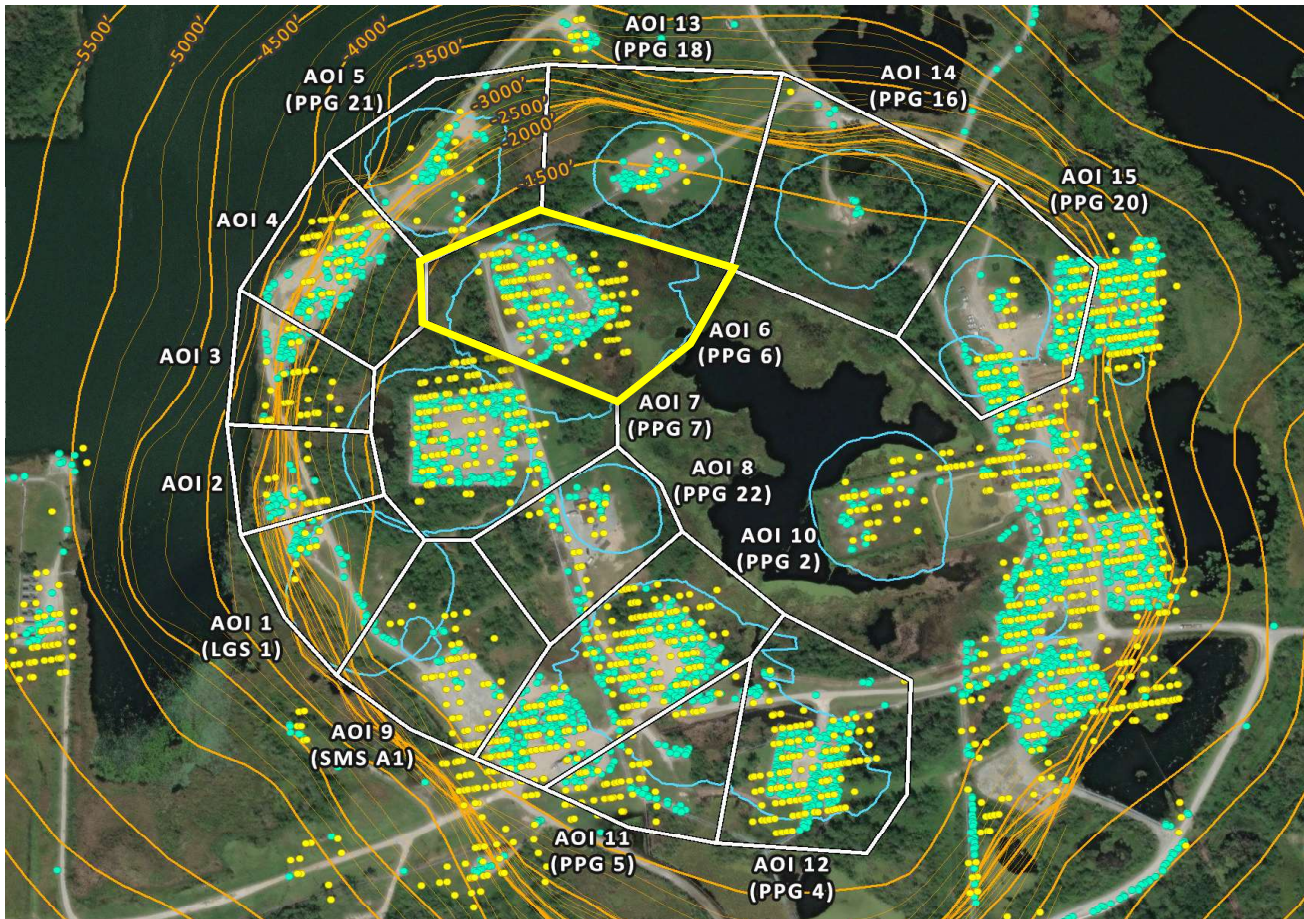 -5500'
-5000'
-4500'
-4000'
-3500'
AOI 13
(PPG 18)
AOI 5
(PPG 21)
AOI 14
(PPG 16)
-3000'
-2500'
-2000'
-1500'
AOI 15
(PPG 20)
AOI 4
AOI 3
AOI 6
(PPG 6)
AOI 7
(PPG 7)
AOI 8
(PPG 22)
AOI 2
AOI 10
(PPG 2)
AOI 1
(LGS 1)
AOI 9
(SMS A1)
AOI 11
(PPG 5)
AOI 12
(PPG 4)